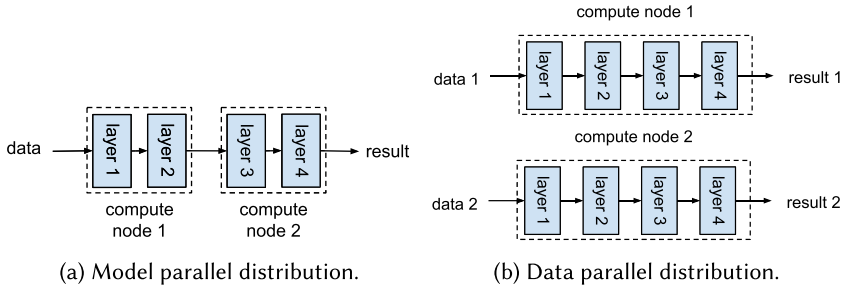 data
layer 1
layer 2
layer 3
layer 4
result
compute
node 1
compute
node 2
(a) Model parallel distribution.
compute node 1
data 1
layer 1
layer 2
layer 3
layer 4
result 1
compute node 2
data 2
layer 1
layer 2
layer 3
layer 4
result 2
(b) Data parallel distribution.